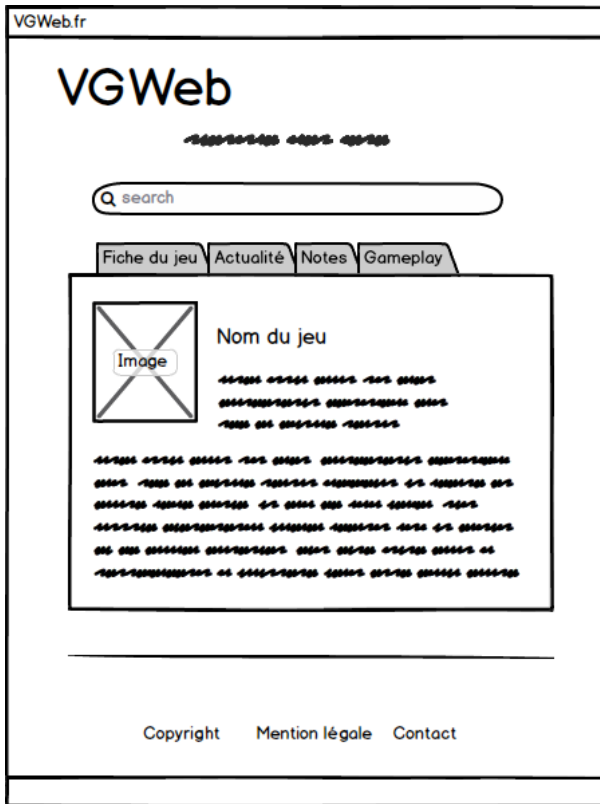 VGWeb.fr
VGWeb
search
Fiche du jeu Actualité Notes Gameplay
Image
Nom du jeu
Copyright Mention légale Contact